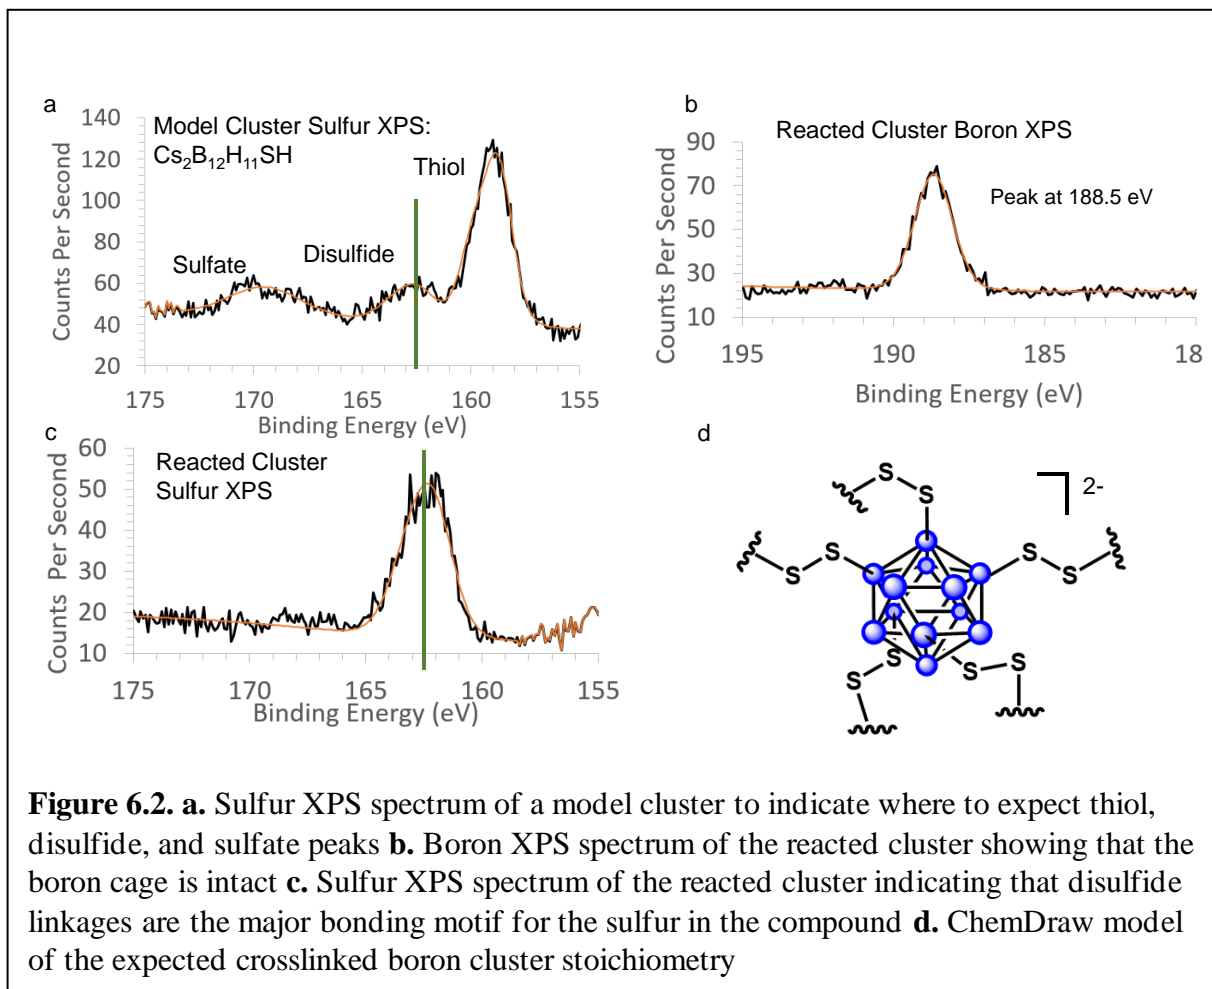 a
Model Cluster Sulfur XPS:
Cs₂B₁₂H₁₁SH
Thiol
Disulfide
Sulfate
Counts Per Second
140
120
100
80
60
40
20
175 170 165 160 155
Binding Energy (eV)
b
Reacted Cluster Boron XPS
Peak at 188.5 eV
Counts Per Second
90
70
50
30
10
195 190 185 18
Binding Energy (eV)
c
Reacted Cluster
Sulfur XPS
Counts Per Second
60
50
40
30
20
10
175 170 165 160 155
Binding Energy (eV)
d
2-
S
S
S
S
S
S
S
S
S
S
Figure 6.2. a. Sulfur XPS spectrum of a model cluster to indicate where to expect thiol,
disulfide, and sulfate peaks b. Boron XPS spectrum of the reacted cluster showing that the
boron cage is intact c. Sulfur XPS spectrum of the reacted cluster indicating that disulfide
linkages are the major bonding motif for the sulfur in the compound d. ChemDraw model
of the expected crosslinked boron cluster stoichiometry